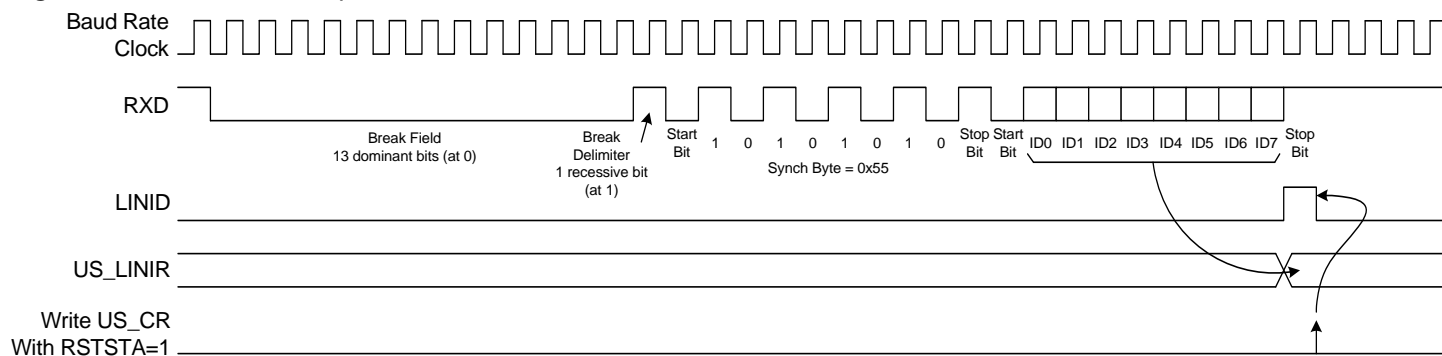 Baud Rate
Clock
RXD
Break Field
13 dominant bits (at 0)
Break
Delimiter
1 recessive bit
(at 1)
Start
Bit
1 0 1 0 1 0 1 0
Synch Byte = 0x55
Stop
Bit
Start
Bit
ID0 ID1 ID2 ID3 ID4 ID5 ID6 ID7
Stop
Bit
LINID
US_LINIR
Write US_CR
With RSTSTA=1